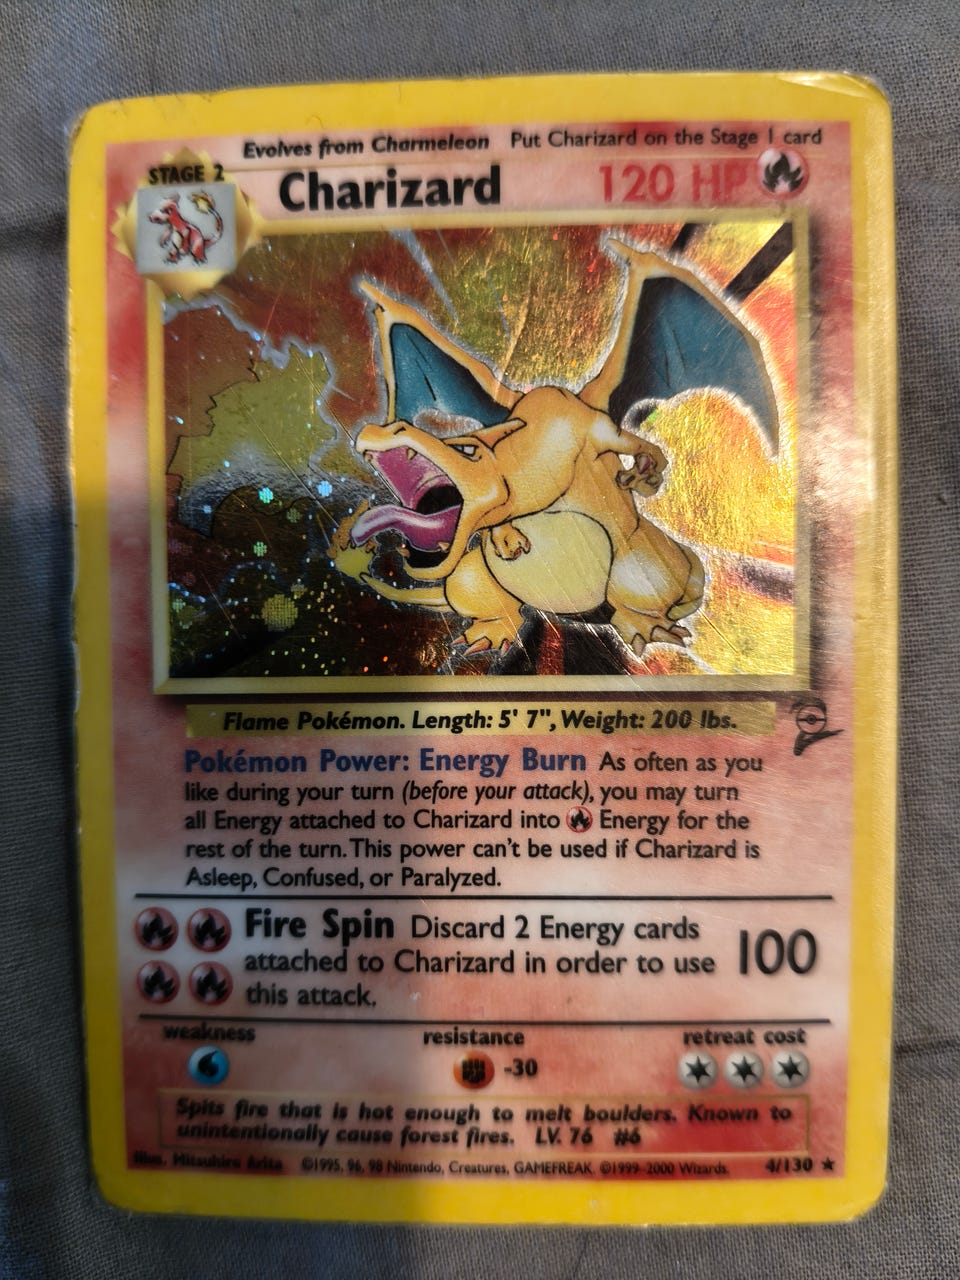 Evolves from Charmeleon Put Charizard on the Stage 1 card
STAGE 2
Charizard 120 HP
Flame Pokémon. Length: 5' 7", Weight: 200 lbs.
Pokémon Power: Energy Burn As often as you
like during your turn (before your attack), you may turn
all Energy attached to Charizard into Energy for the
rest of the turn. This power can't be used if Charizard is
Asleep, Confused, or Paralyzed.
Fire Spin Discard 2 Energy cards
attached to Charizard in order to use
this attack.
100
weakness resistance retreat cost
-30
Spits fire that is hot enough to melt boulders. Known to
unintentionally cause forest fires. LV. 76 #6
Illus. Mitsuhiro Arita ©1995, 96, 98 Nintendo, Creatures, GAMEFREAK. ©1999-2000 Wizards. 4/130 ★